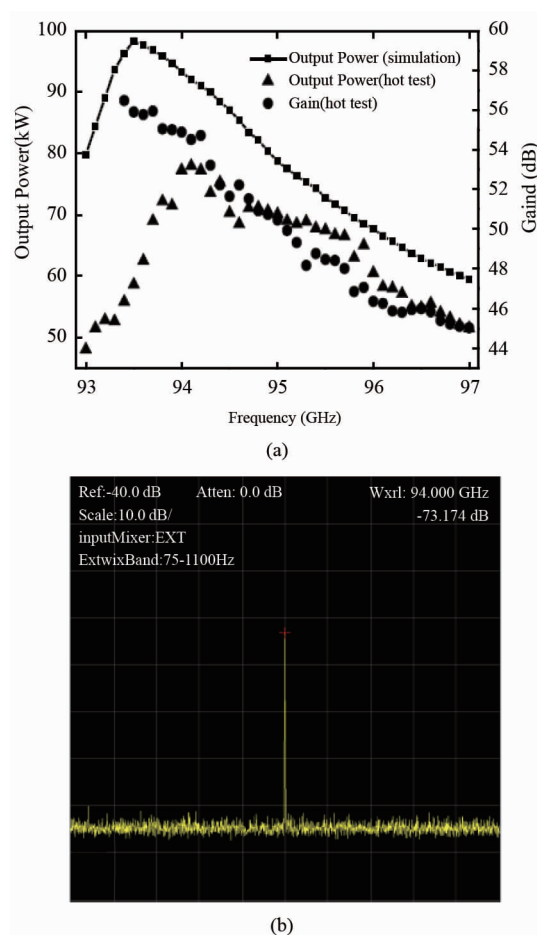 100
90
80
70
60
50
Output Power(kW)
60
58
56
54
52
50
48
46
44
Gaind (dB)
Output Power (simulation)
Output Power(hot test)
Gain(hot test)
93 94 95 96 97
Frequency (GHz)
(a)
Ref:-40.0 dB Atten: 0.0 dB Wxrl: 94.000 GHz
Scale:10.0 dB/ -73.174 dB
inputMixer:EXT
ExtwixBand:75-1100Hz
(b)